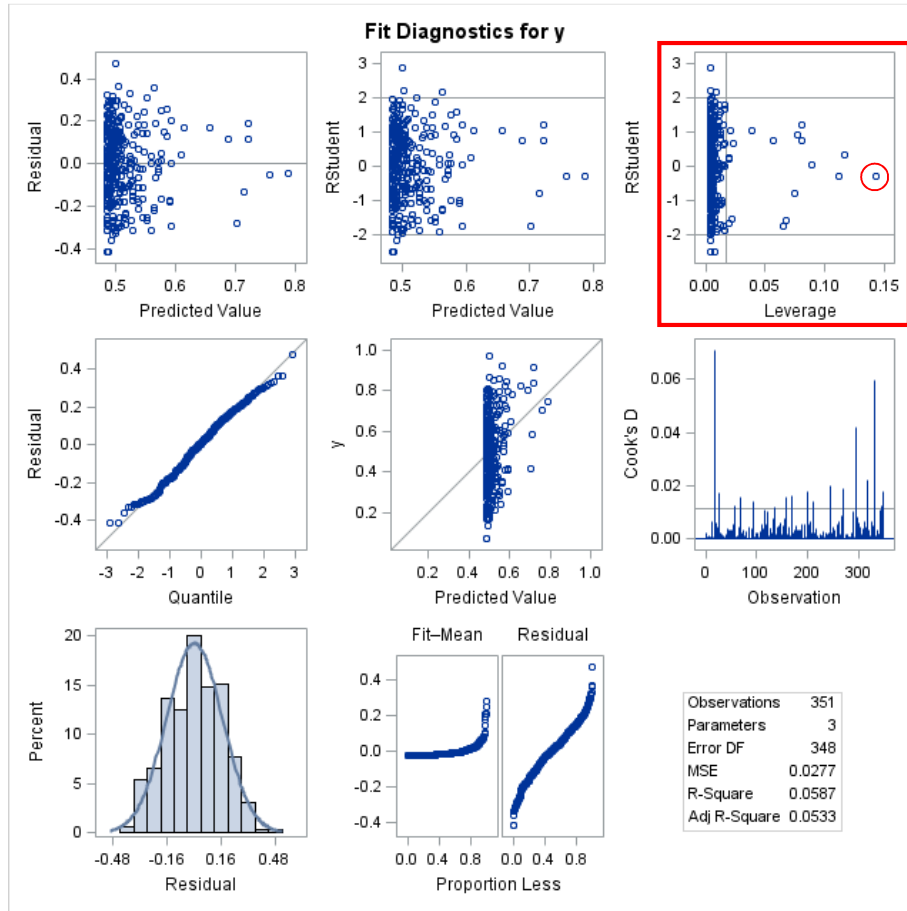 Fit Diagnostics for y
Residual
0.4
0.2
0.0
-0.2
-0.4
0.5 0.6 0.7 0.8
Predicted Value
RStudent
3
2
1
0
-1
-2
0.5 0.6 0.7 0.8
Predicted Value
RStudent
3
2
1
0
-1
-2
0.00 0.05 0.10 0.15
Leverage
Residual
0.4
0.2
0.0
-0.2
-0.4
-3 -2 -1 0 1 2 3
Quantile
y
1.0
0.8
0.6
0.4
0.2
0.2 0.4 0.6 0.8 1.0
Predicted Value
Cook's D
0.06
0.04
0.02
0.00
0 100 200 300
Observation
Percent
20
15
10
5
0
-0.48 -0.16 0.16 0.48
Residual
Fit–Mean Residual
0.4
0.2
0.0
-0.2
-0.4
0.0 0.8 0.0 0.8
Proportion Less
Observations 351
Parameters 3
Error DF 348
MSE 0.0277
R-Square 0.0587
Adj R-Square 0.0533